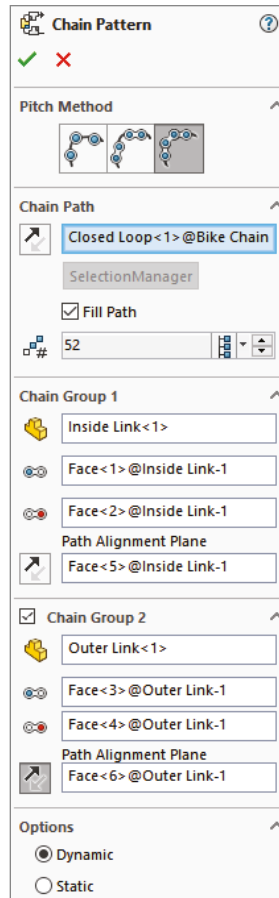 Chain Pattern
Pitch Method
Chain Path
Closed Loop<1>@Bike Chain
SelectionManager
Fill Path
# 52
Chain Group 1
Inside Link<1>
Face<1>@Inside Link-1
Face<2>@Inside Link-1
Path Alignment Plane
Face<5>@Inside Link-1
Chain Group 2
Outer Link<1>
Face<3>@Outer Link-1
Face<4>@Outer Link-1
Path Alignment Plane
Face<6>@Outer Link-1
Options
Dynamic
Static